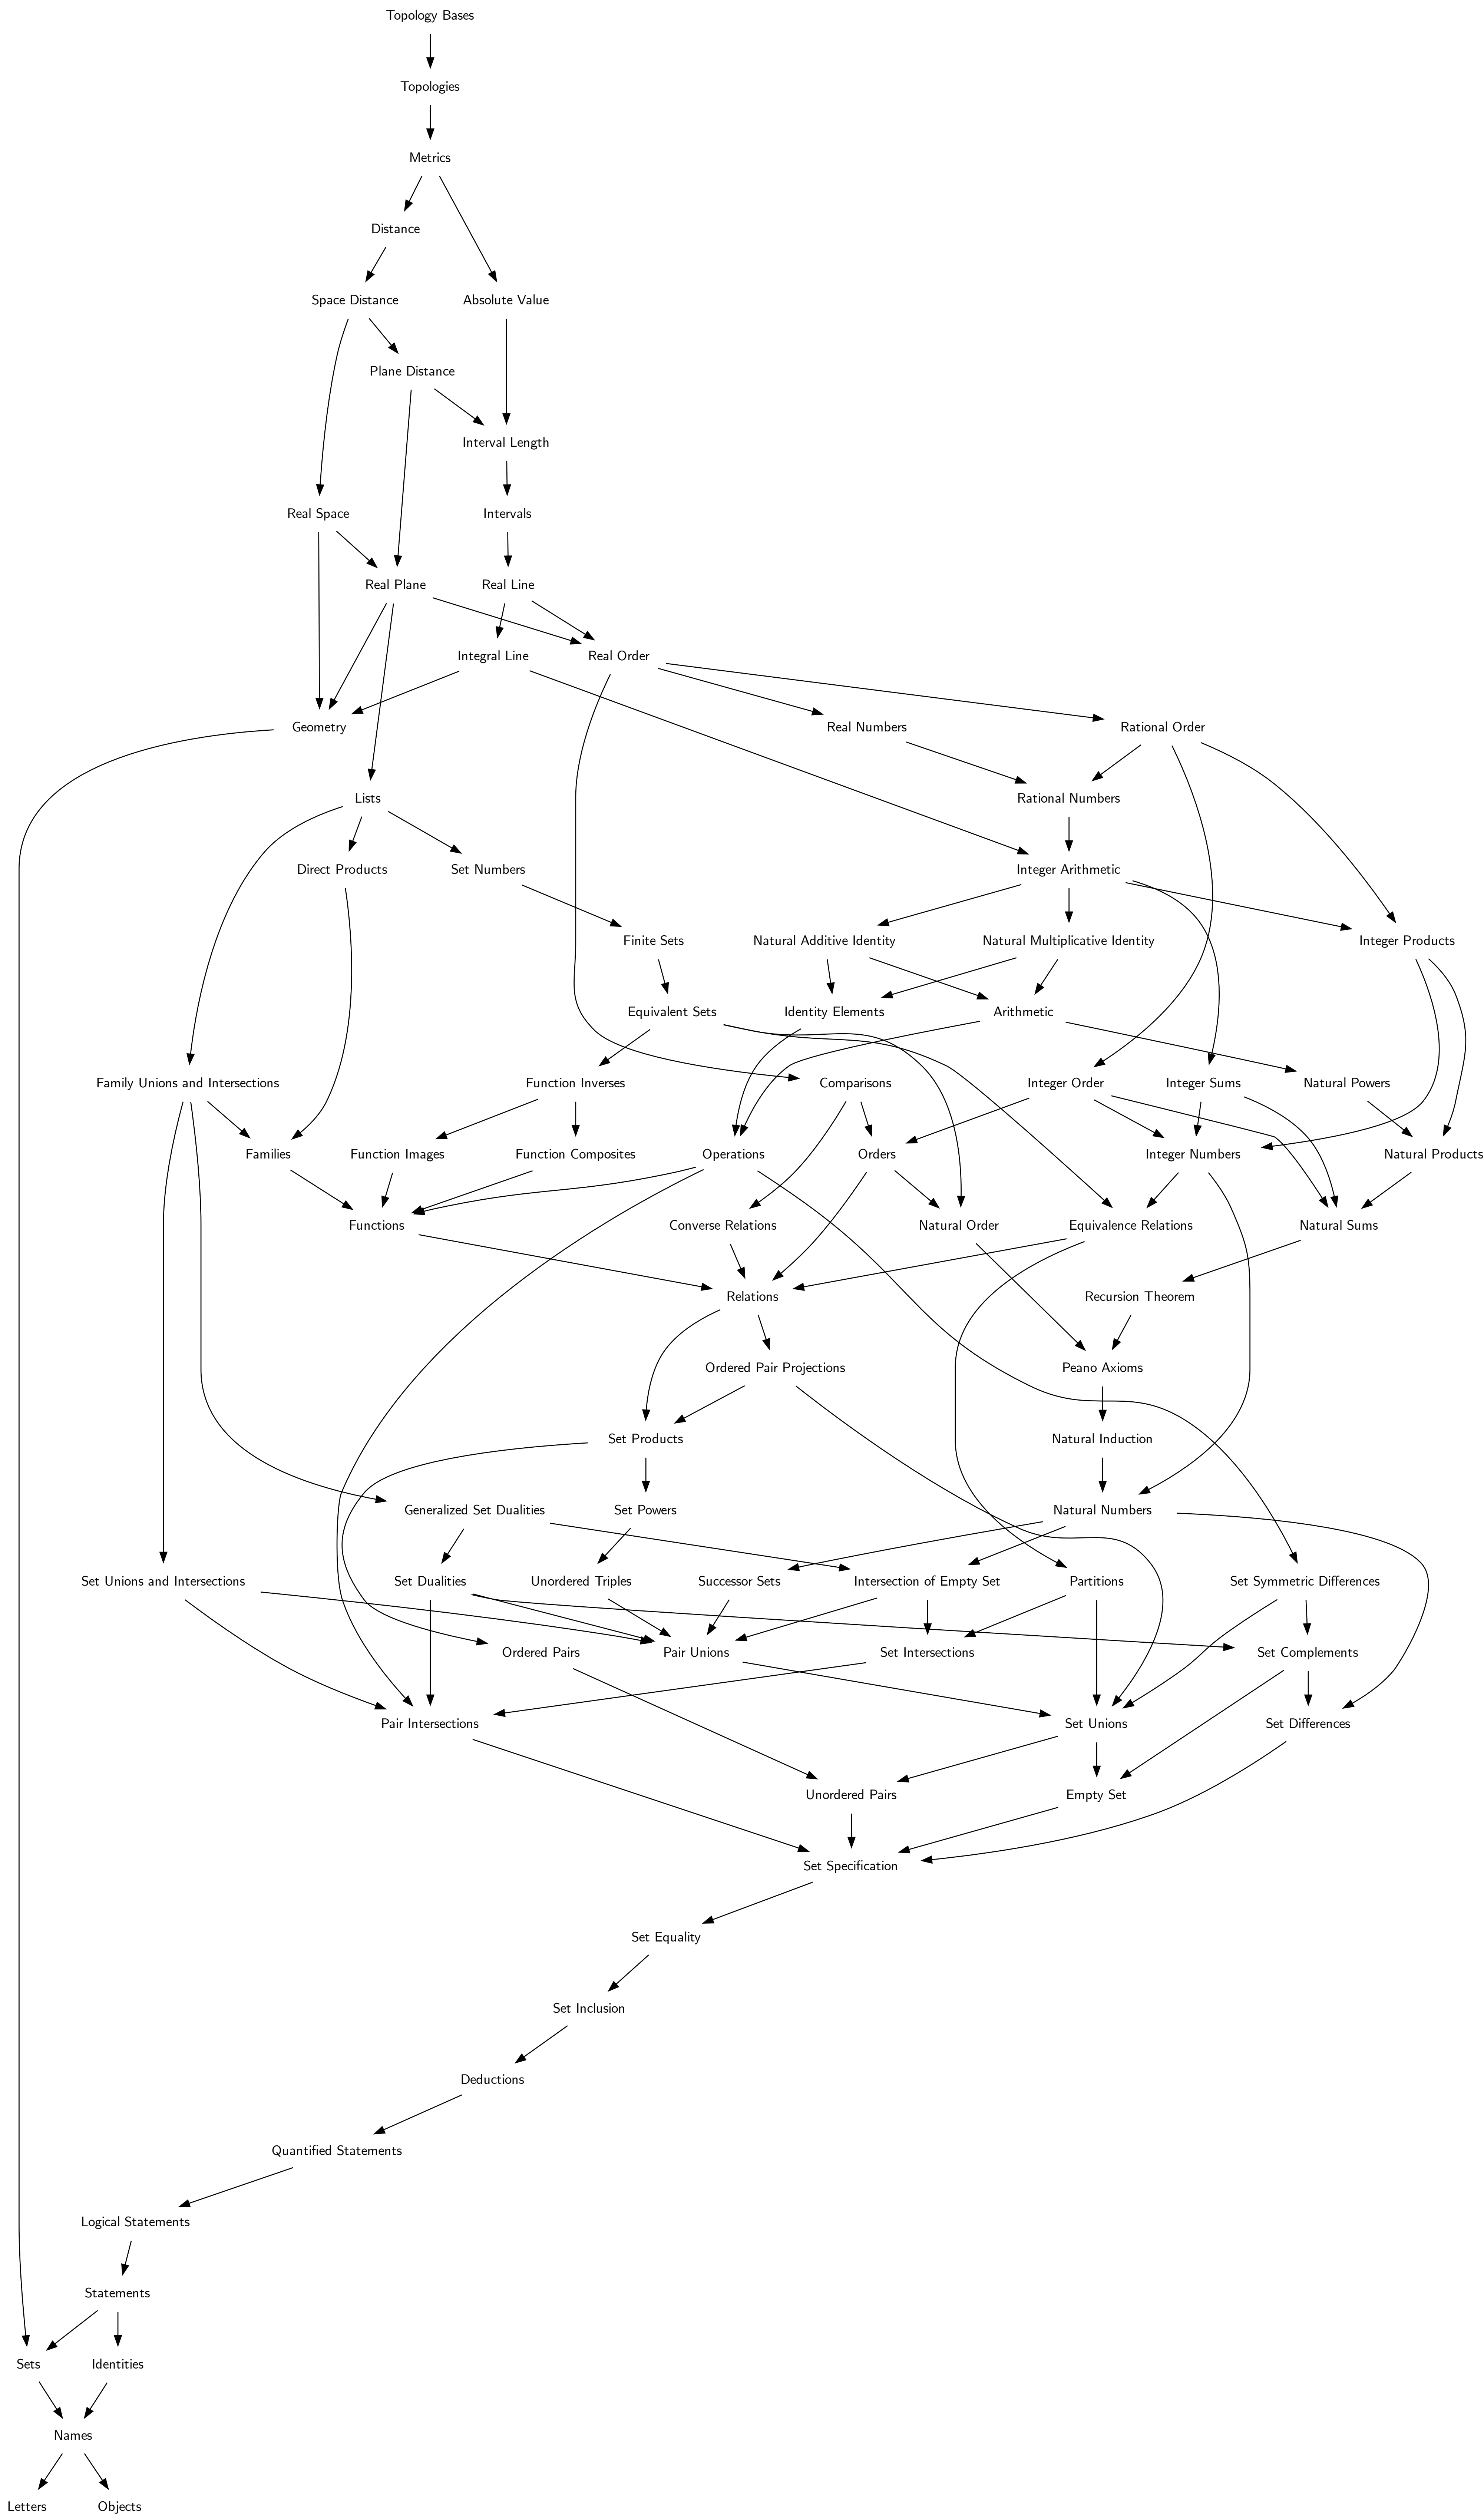 Topology Bases
Topologies
Metrics
Distance
Space Distance
Absolute Value
Plane Distance
Interval Length
Real Space
Intervals
Real Plane
Real Line
Integral Line
Real Order
Geometry
Real Numbers
Rational Order
Lists
Rational Numbers
Direct Products
Set Numbers
Integer Arithmetic
Finite Sets
Natural Additive Identity
Natural Multiplicative Identity
Integer Products
Equivalent Sets
Identity Elements
Arithmetic
Family Unions and Intersections
Function Inverses
Comparisons
Integer Order
Integer Sums
Natural Powers
Families
Function Images
Function Composites
Operations
Orders
Integer Numbers
Natural Products
Functions
Converse Relations
Natural Order
Equivalence Relations
Natural Sums
Relations
Recursion Theorem
Ordered Pair Projections
Peano Axioms
Set Products
Natural Induction
Generalized Set Dualities
Set Powers
Natural Numbers
Set Unions and Intersections
Set Dualities
Unordered Triples
Successor Sets
Intersection of Empty Set
Partitions
Set Symmetric Differences
Ordered Pairs
Pair Unions
Set Intersections
Set Complements
Pair Intersections
Set Unions
Set Differences
Unordered Pairs
Empty Set
Set Specification
Set Equality
Set Inclusion
Deductions
Quantified Statements
Logical Statements
Statements
Sets
Identities
Names
Letters
Objects